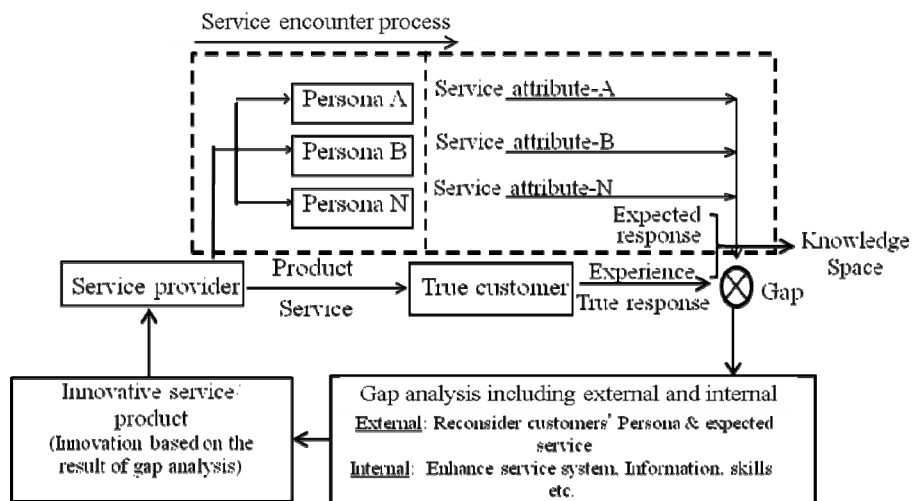 Service encounter process
Persona A
Service attribute-A
Persona B
Service attribute-B
Persona N
Service attribute-N
Expected
response
Knowledge
Space
Service provider
Product
Service
True customer
Experience
True response
Gap
Innovative service
product
(Innovation based on the
result of gap analysis)
Gap analysis including external and internal
External: Reconsider customers' Persona & expected
service
Internal: Enhance service system, Information, skills
etc.